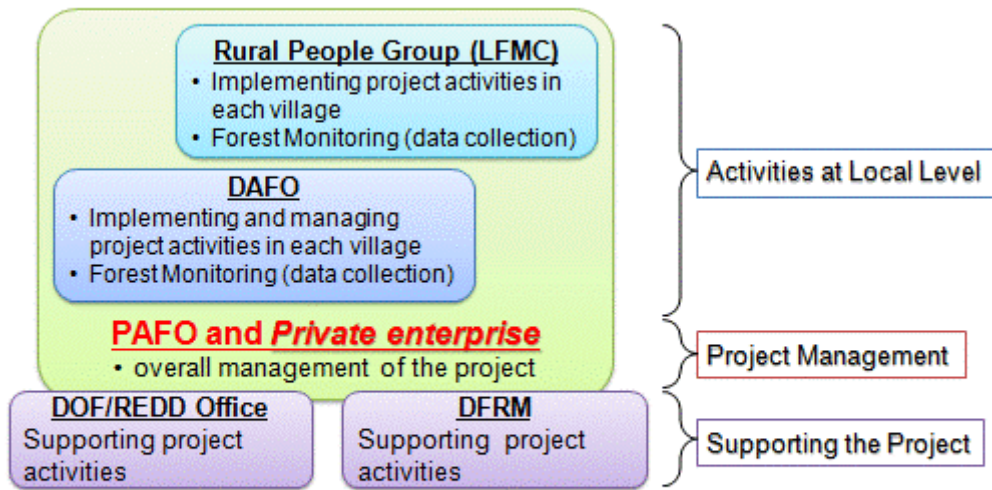 Rural People Group (LFMC)
• Implementing project activities in
each village
• Forest Monitoring (data collection)
DAFO
• Implementing and managing
project activities in each village
• Forest Monitoring (data collection)
Activities at Local Level
PAFO and Private enterprise
• overall management of the project
Project Management
DOF/REDD Office
Supporting project
activities
DFRM
Supporting project
activities
Supporting the Project